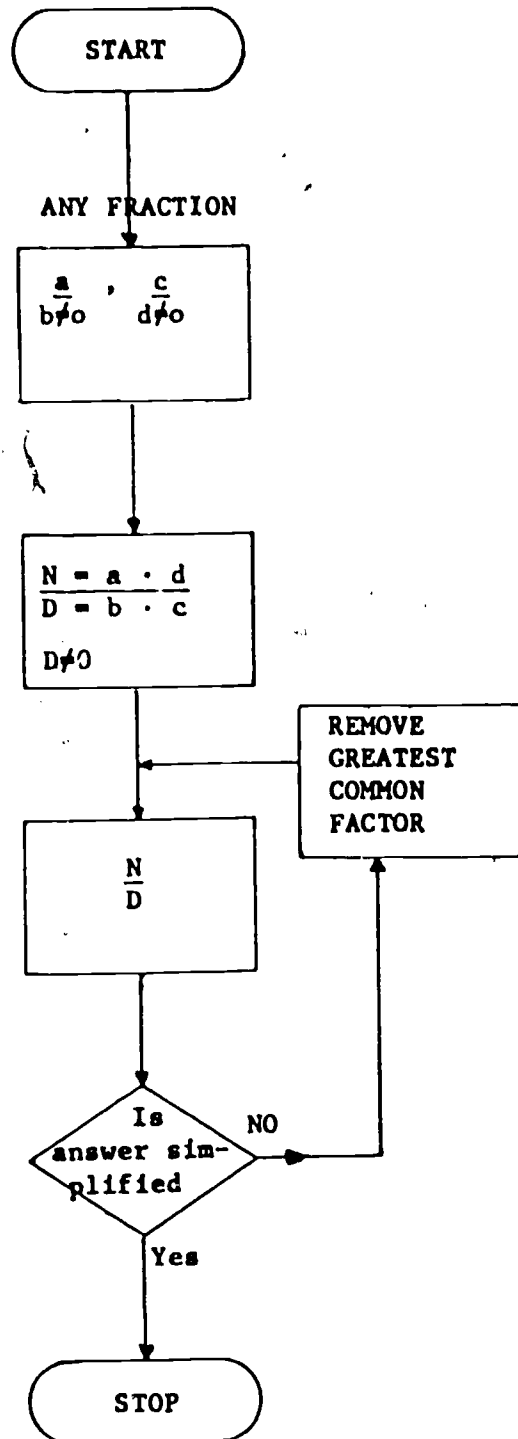 START
ANY FRACTION
a , c
b≠o d≠o
N = a · d
D = b · c
D≠0
REMOVE
GREATEST
COMMON
FACTOR
N
D
Is
answer sim-
plified
NO
Yes
STOP